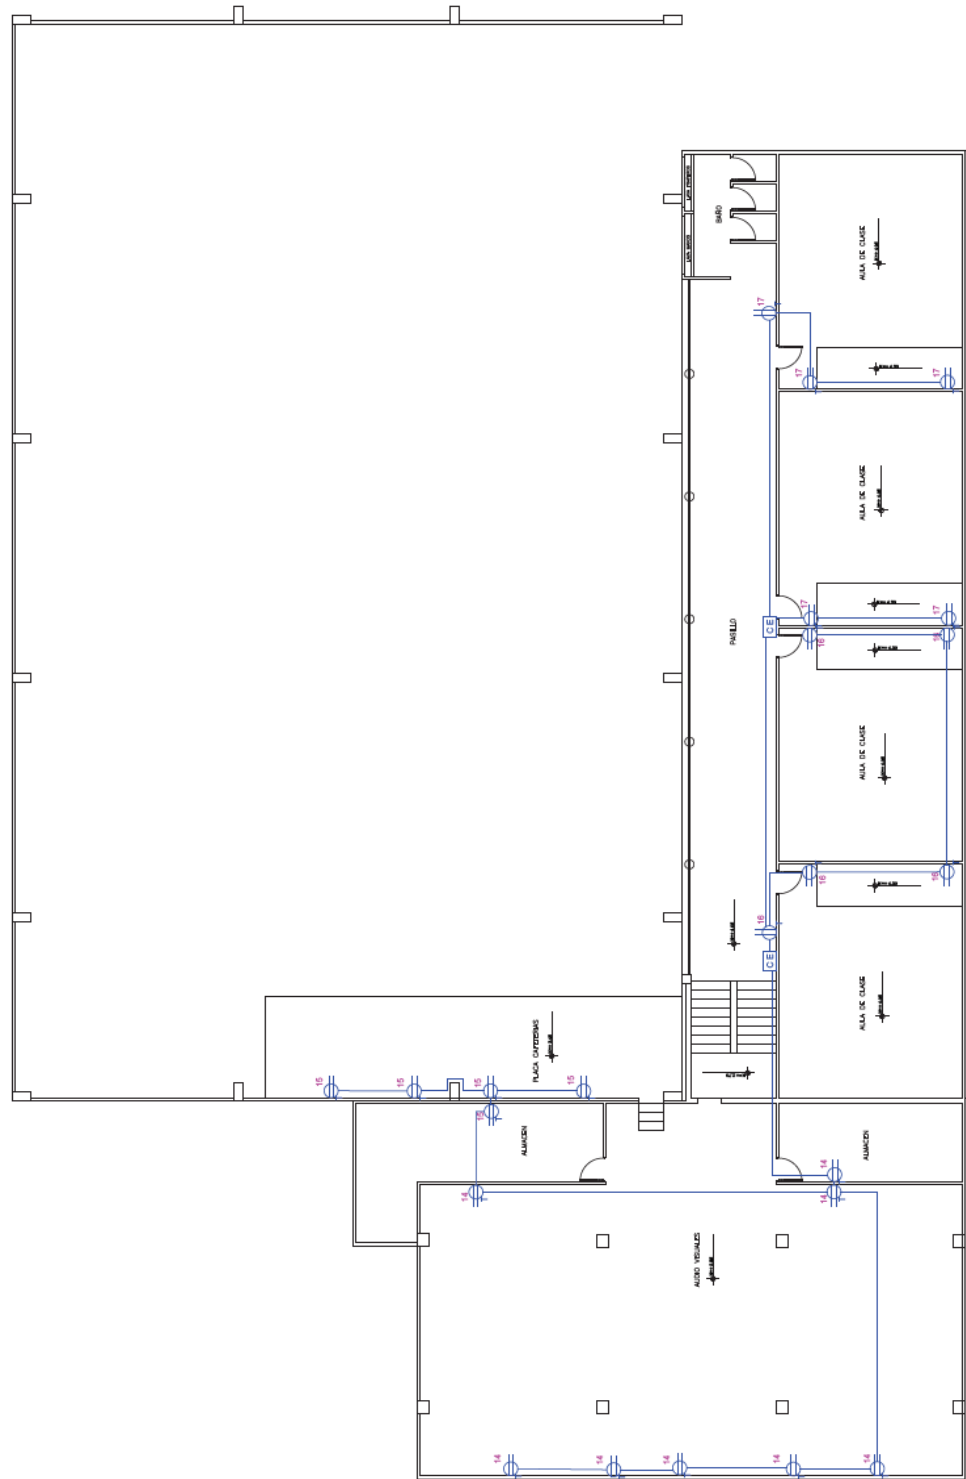 BAÑO
AULA DE CLASE
17
17
17
AULA DE CLASE
17
17
CE
PASILLO
16
16
AULA DE CLASE
16
16
16
CE
AULA DE CLASE
PLACA CAFETERIAS
15
15
15
15
15
ALMACEN
ALMACEN
14
14
14
AUDIO VISUALES
14
14
14
14
14